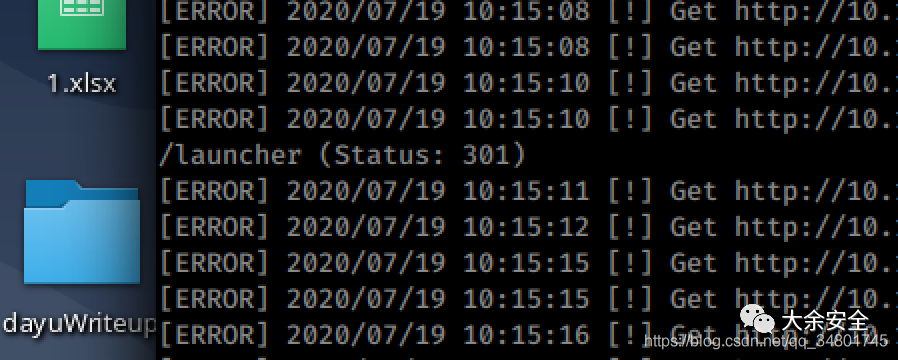 [ERROR] 2020/07/19 10:15:08 [!] Get http://10.
[ERROR] 2020/07/19 10:15:08 [!] Get http://10.
1.xlsx
[ERROR] 2020/07/19 10:15:10 [!] Get http://10.
[ERROR] 2020/07/19 10:15:10 [!] Get http://10.
/launcher (Status: 301)
[ERROR] 2020/07/19 10:15:11 [!] Get http://10.
[ERROR] 2020/07/19 10:15:12 [!] Get http://10.
[ERROR] 2020/07/19 10:15:15 [!] Get http://10.
[ERROR] 2020/07/19 10:15:15 [!] Get http://10.
dayuWriteup
[ERROR] 2020/07/19 10:15:16 [!] Get http://10.
大余安全
https://blog.csdn.net/qq_34801745